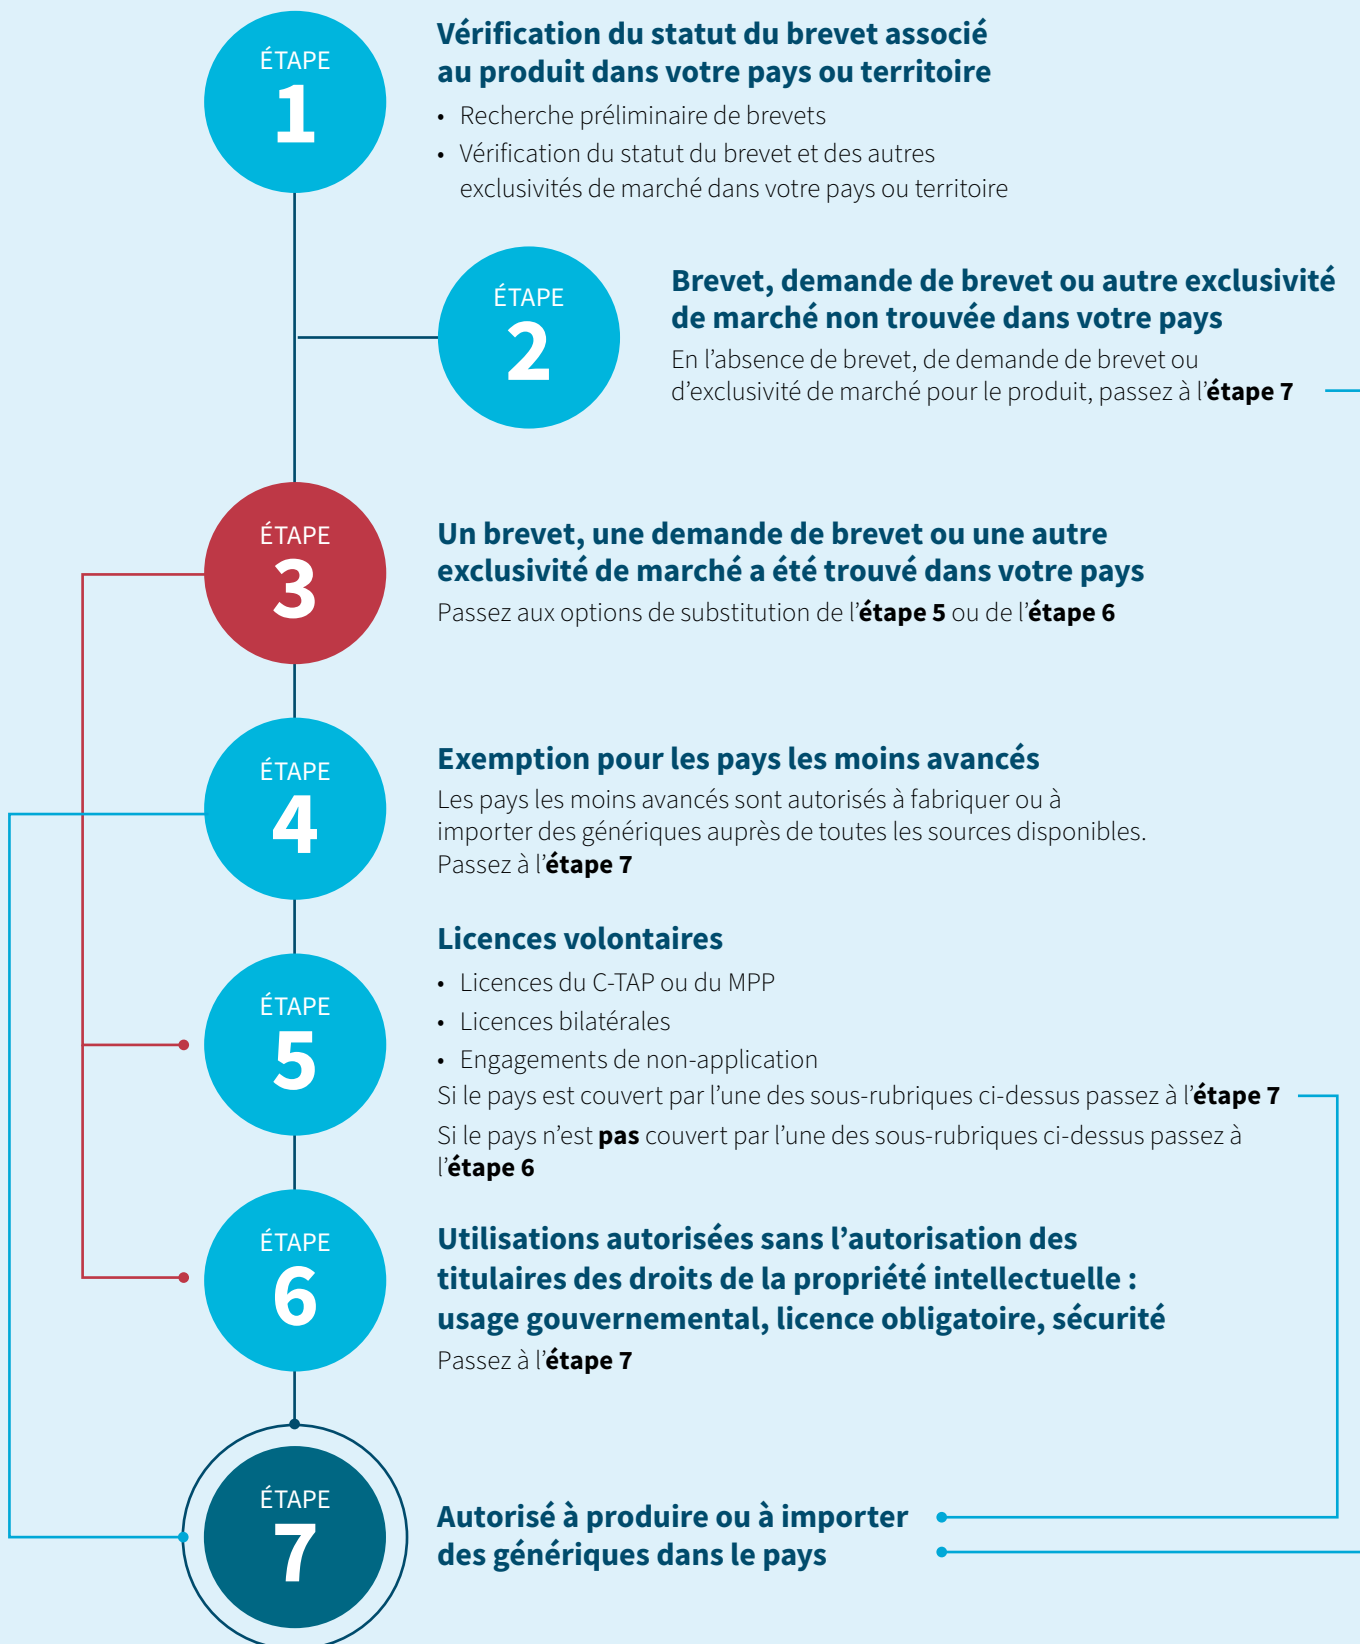 ÉTAPE
1
Vérification du statut du brevet associé
au produit dans votre pays ou territoire
• Recherche préliminaire de brevets
• Vérification du statut du brevet et des autres
exclusivités de marché dans votre pays ou territoire
ÉTAPE
2
Brevet, demande de brevet ou autre exclusivité
de marché non trouvée dans votre pays
En l’absence de brevet, de demande de brevet ou
d’exclusivité de marché pour le produit, passez à l’étape 7
ÉTAPE
3
Un brevet, une demande de brevet ou une autre
exclusivité de marché a été trouvé dans votre pays
Passez aux options de substitution de l’étape 5 ou de l’étape 6
ÉTAPE
4
Exemption pour les pays les moins avancés
Les pays les moins avancés sont autorisés à fabriquer ou à
importer des génériques auprès de toutes les sources disponibles.
Passez à l’étape 7
ÉTAPE
5
Licences volontaires
• Licences du C-TAP ou du MPP
• Licences bilatérales
• Engagements de non-application
Si le pays est couvert par l’une des sous-rubriques ci-dessus passez à l’étape 7
Si le pays n’est pas couvert par l’une des sous-rubriques ci-dessus passez à
l’étape 6
ÉTAPE
6
Utilisations autorisées sans l’autorisation des
titulaires des droits de la propriété intellectuelle :
usage gouvernemental, licence obligatoire, sécurité
Passez à l’étape 7
ÉTAPE
7
Autorisé à produire ou à importer
des génériques dans le pays